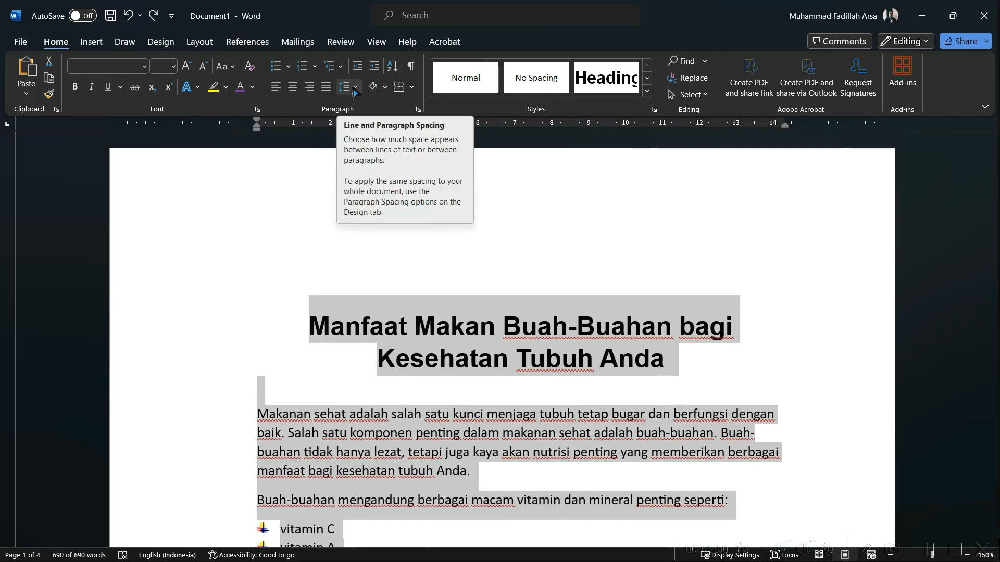 AutoSave Off Document1 - Word Search Muhammad Fadillah Arsa
File Home Insert Draw Design Layout References Mailings Review View Help Acrobat Comments Editing Share
Paste
Clipboard
Aa
B I U ab x₂ x² A A
Font
Paragraph
Normal
No Spacing
Heading
Styles
Find
Replace
Select
Editing
Create PDF
and share link
Create PDF and
share via Outlook
Request
Signatures
Adobe Acrobat
Add-ins
Add-ins
1 2 6 7 8 9 10 11 12 13 14
Line and Paragraph Spacing
Choose how much space appears
between lines of text or between
paragraphs.
To apply the same spacing to your
whole document, use the
Paragraph Spacing options on the
Design tab.
Manfaat Makan Buah-Buahan bagi
Kesehatan Tubuh Anda
Makanan sehat adalah salah satu kunci menjaga tubuh tetap bugar dan berfungsi dengan
baik. Salah satu komponen penting dalam makanan sehat adalah buah-buahan. Buah-
buahan tidak hanya lezat, tetapi juga kaya akan nutrisi penting yang memberikan berbagai
manfaat bagi kesehatan tubuh Anda.
Buah-buahan mengandung berbagai macam vitamin dan mineral penting seperti:
vitamin C
vitamin A
Page 1 of 4 690 of 690 words English (Indonesia) Accessibility: Good to go Display Settings Focus 150%